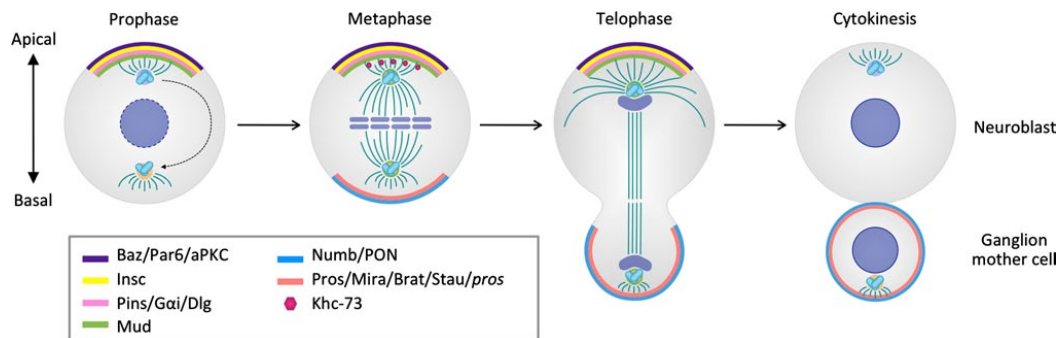 Prophase
Metaphase
Telophase
Cytokinesis
Apical
Basal
Neuroblast
Ganglion
mother cell
Baz/Par6/aPKC
Insc
Pins/Gαi/Dlg
Mud
Numb/PON
Pros/Mira/Brat/Stau/pros
Khc-73